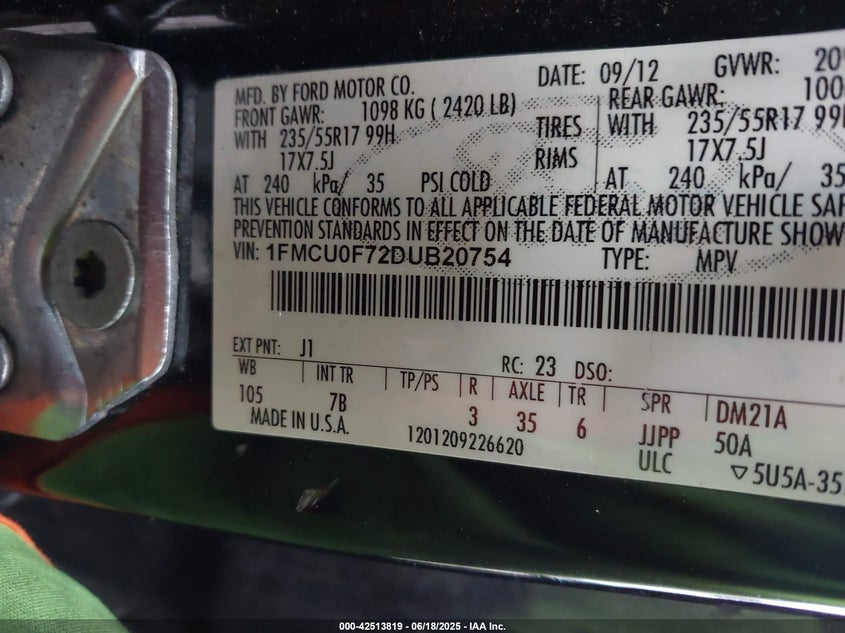 MFD. BY FORD MOTOR CO. DATE: 09/12 GVWR:
FRONT GAWR: 1098 KG ( 2420 LB) REAR GAWR:
WITH 235/55R17 99H TIRES WITH 235/55R17
17X7.5J RIMS 17X7.5J
AT 240 kPa/ 35 PSI COLD AT 240 kPa/ 35
THIS VEHICLE CONFORMS TO ALL APPLICABLE FEDERAL MOTOR VEHICLE
PREVENTION STANDARDS IN EFFECT ON THE DATE OF MANUFACTURE SHOW
VIN: 1FMCU0F72DUB20754 TYPE: MPV
EXT PNT: J1 RC: 23 DSO:
WB INT TR TP/PS R AXLE TR SPR DM21A
105 7B 3 35 6 JJPP 50A
MADE IN U.S.A. 1201209226620 ULC ▽5U5A-35
000-42513819 - 06/18/2025 - IAA Inc.